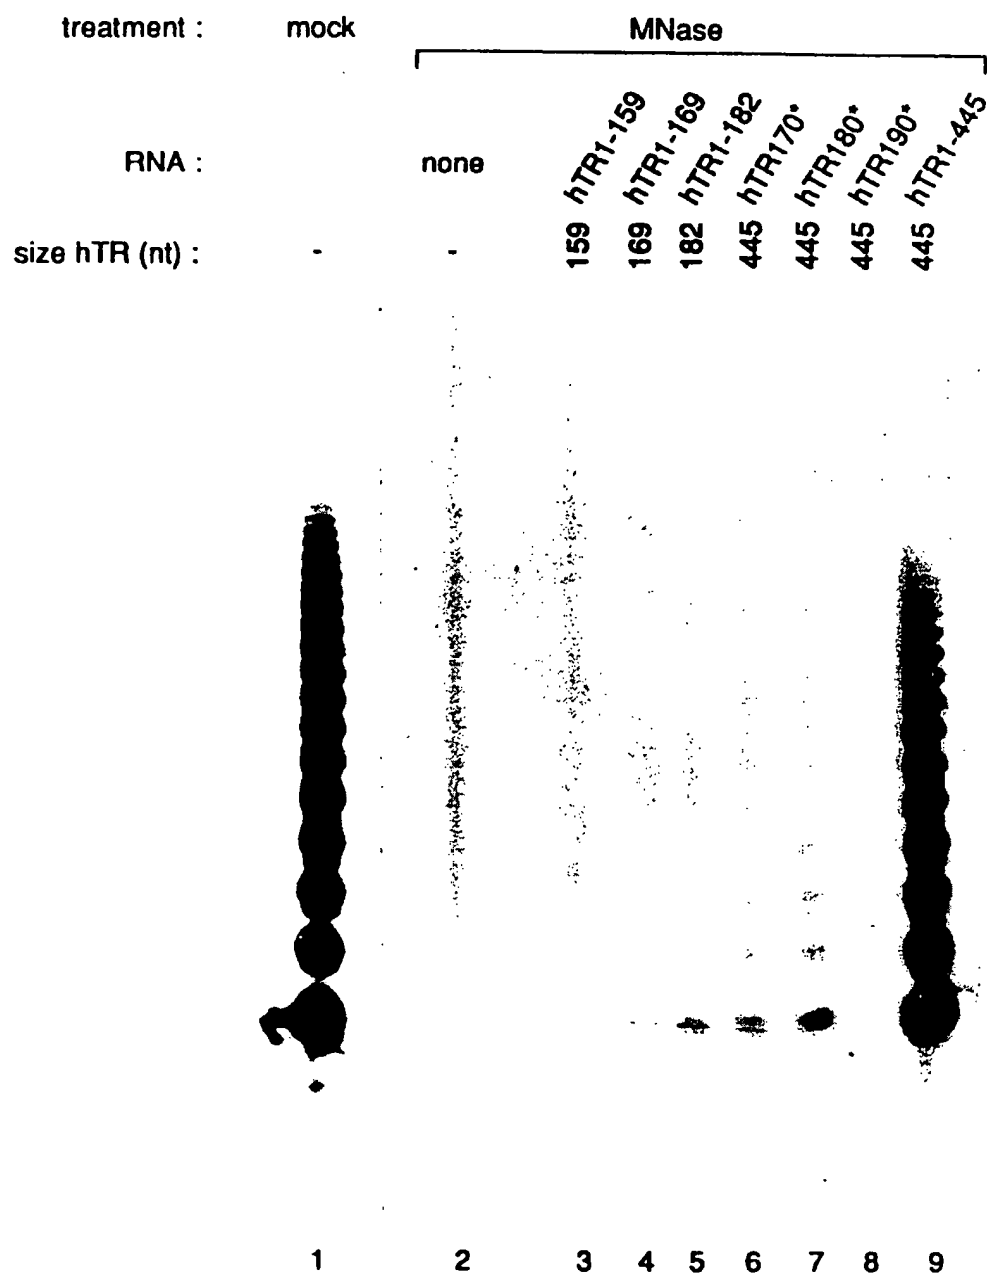 treatment : mock MNase
RNA : none hTR1-159 hTR1-169 hTR1-182 hTR170* hTR180* hTR190* hTR1-445
size hTR (nt) : - - 159 169 182 445 445 445 445
1 2 3 4 5 6 7 8 9